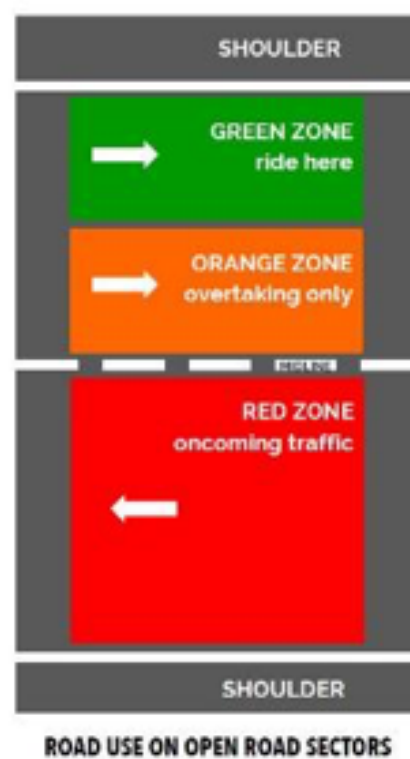 SHOULDER
GREEN ZONE
ride here
ORANGE ZONE
overtaking only
MIDLINE
RED ZONE
oncoming traffic
SHOULDER
ROAD USE ON OPEN ROAD SECTORS